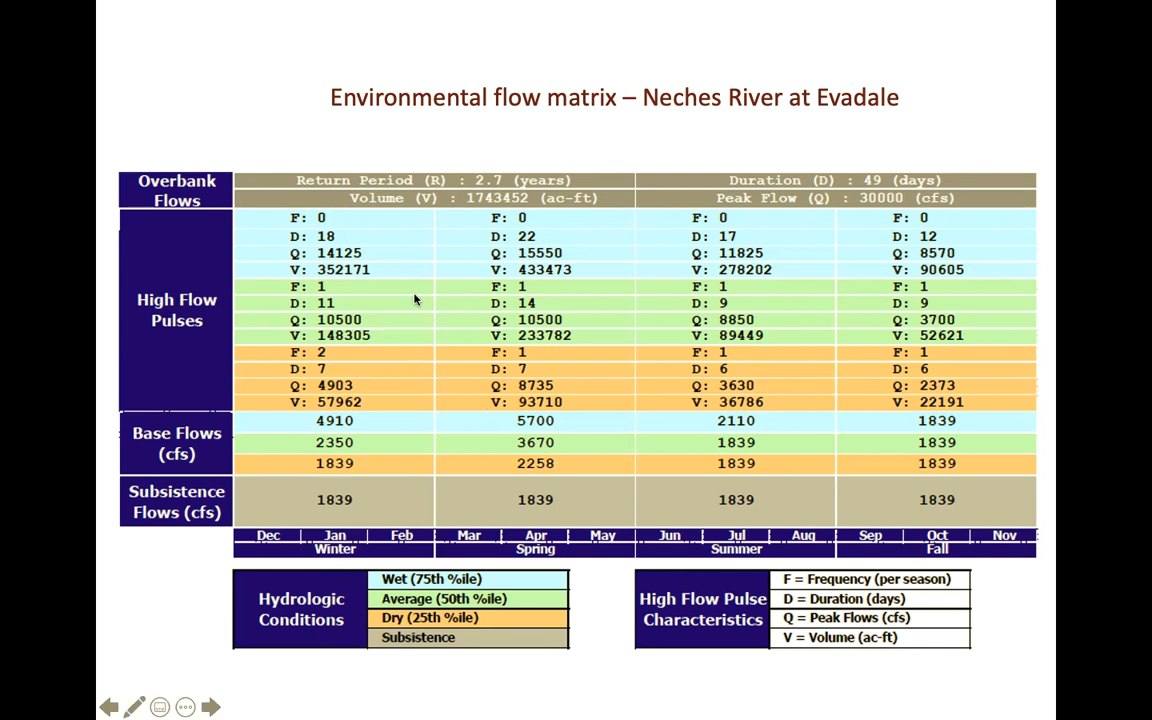 Environmental flow matrix – Neches River at Evadale
Overbank Flows
Return Period (R) : 2.7 (years) Duration (D) : 49 (days)
Volume (V) : 1743452 (ac-ft) Peak Flow (Q) : 30000 (cfs)
High Flow Pulses
F: 0 F: 0 F: 0 F: 0
D: 18 D: 22 D: 17 D: 12
Q: 14125 Q: 15550 Q: 11825 Q: 8570
V: 352171 V: 433473 V: 278202 V: 90605
F: 1 F: 1 F: 1 F: 1
D: 11 D: 14 D: 9 D: 9
Q: 10500 Q: 10500 Q: 8850 Q: 3700
V: 148305 V: 233782 V: 89449 V: 52621
F: 2 F: 1 F: 1 F: 1
D: 7 D: 7 D: 6 D: 6
Q: 4903 Q: 8735 Q: 3630 Q: 2373
V: 57962 V: 93710 V: 36786 V: 22191
Base Flows (cfs)
4910 5700 2110 1839
2350 3670 1839 1839
1839 2258 1839 1839
Subsistence Flows (cfs)
1839 1839 1839 1839
Dec Jan Feb Mar Apr May Jun Jul Aug Sep Oct Nov
Winter Spring Summer Fall
Hydrologic Conditions
Wet (75th %ile)
Average (50th %ile)
Dry (25th %ile)
Subsistence
High Flow Pulse Characteristics
F = Frequency (per season)
D = Duration (days)
Q = Peak Flows (cfs)
V = Volume (ac-ft)